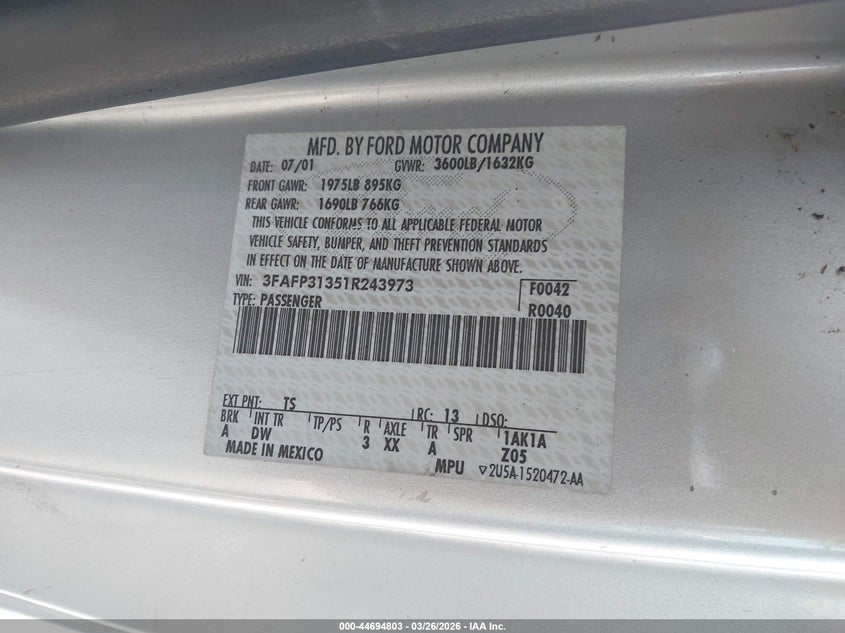 MFD. BY FORD MOTOR COMPANY
DATE: 07/01 GVWR: 3600LB/1632KG
FRONT GAWR: 1975LB 895KG
REAR GAWR: 1690LB 766KG
THIS VEHICLE CONFORMS TO ALL APPLICABLE FEDERAL MOTOR
VEHICLE SAFETY, BUMPER, AND THEFT PREVENTION STANDARDS
IN EFFECT ON THE DATE OF MANUFACTURE SHOWN ABOVE.
VIN: 3FAFP31351R243973 F0042
TYPE: PASSENGER R0040
EXT PNT: TS RC: 13 DSO:
BRK INT TR TP/PS R AXLE TR SPR 1AK1A
A DW 3 XX A Z05
MADE IN MEXICO MPU 2U5A-1520472-AA
000-44694803 - 03/26/2026 - IAA Inc.